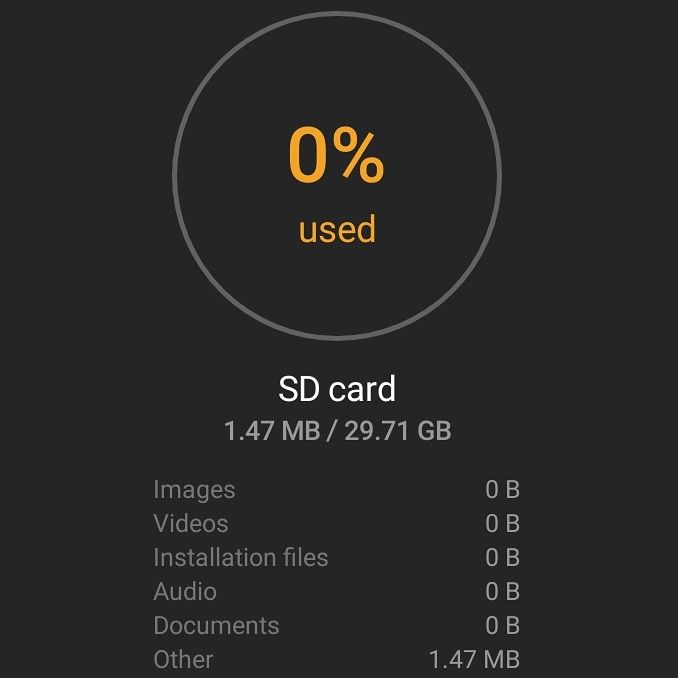 0%
used
SD card
1.47 MB / 29.71 GB
Images 0 B
Videos 0 B
Installation files 0 B
Audio 0 B
Documents 0 B
Other 1.47 MB